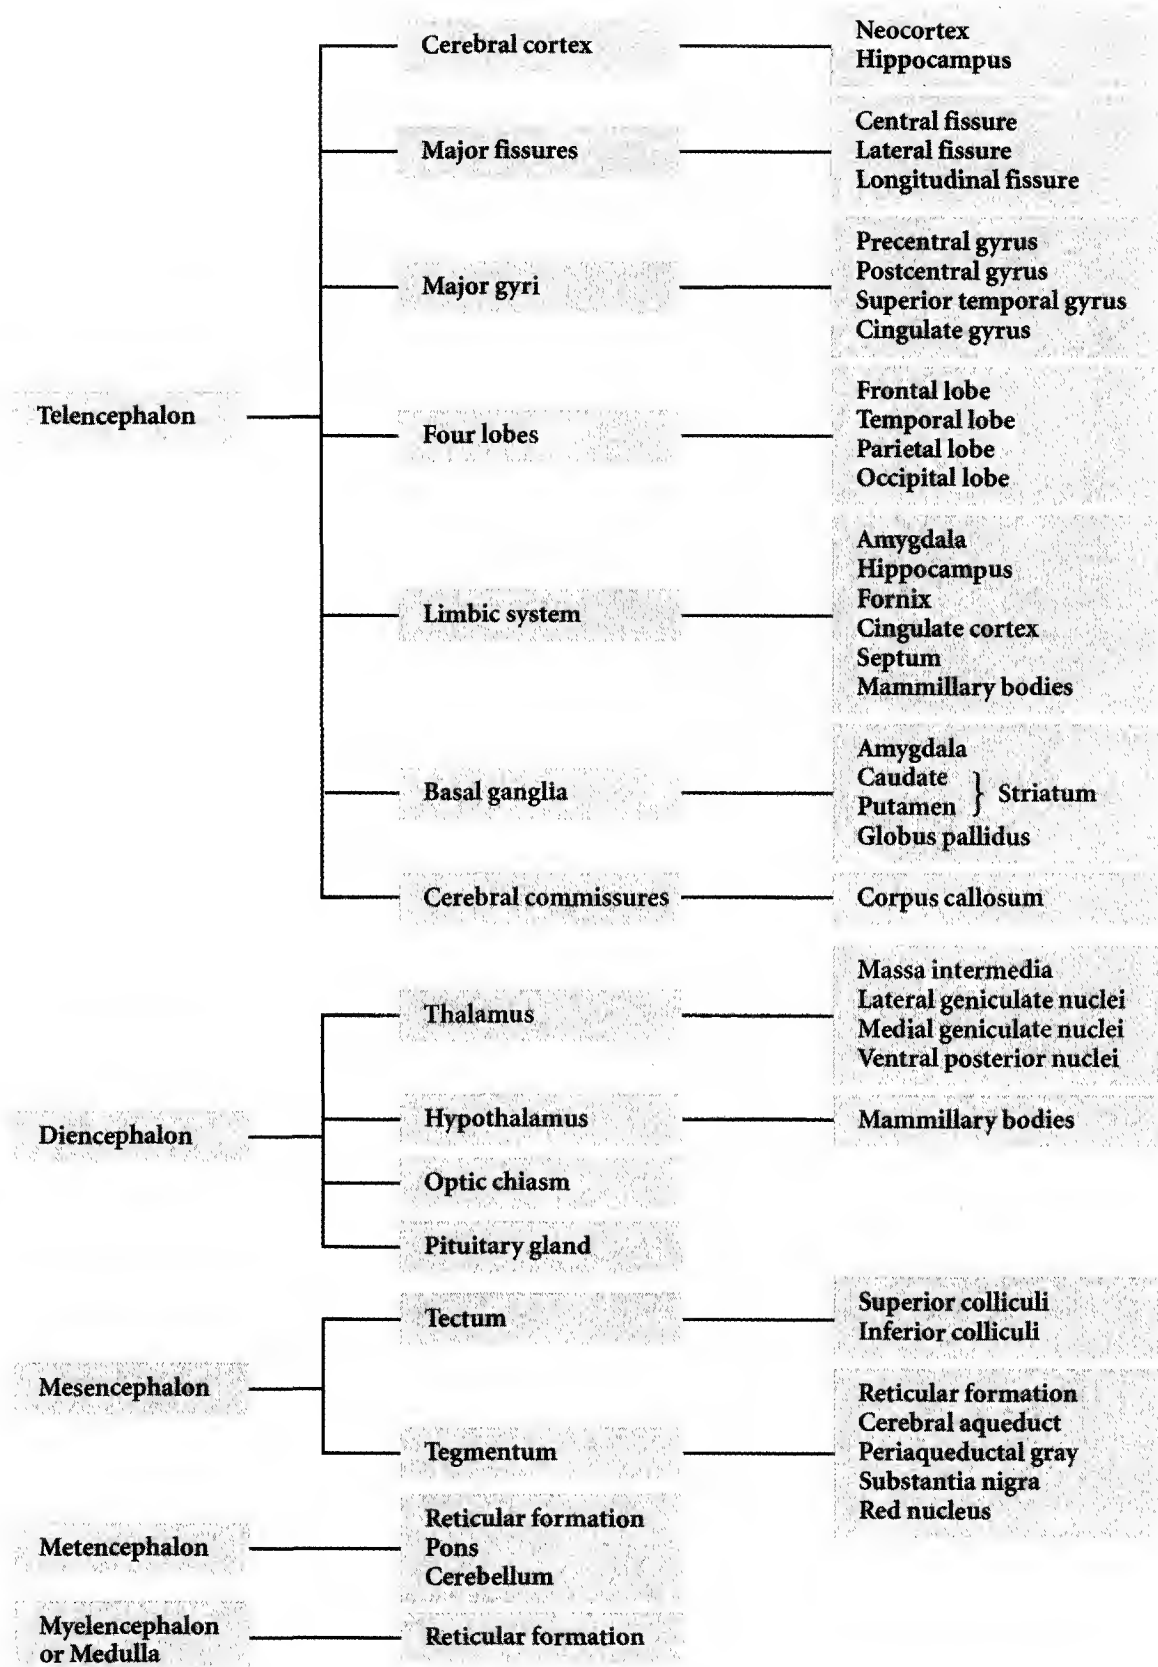 Telencephalon
Cerebral cortex
Neocortex
Hippocampus
Major fissures
Central fissure
Lateral fissure
Longitudinal fissure
Major gyri
Precentral gyrus
Postcentral gyrus
Superior temporal gyrus
Cingulate gyrus
Four lobes
Frontal lobe
Temporal lobe
Parietal lobe
Occipital lobe
Limbic system
Amygdala
Hippocampus
Fornix
Cingulate cortex
Septum
Mammillary bodies
Basal ganglia
Amygdala
Caudate
Putamen
} Striatum
Globus pallidus
Cerebral commissures
Corpus callosum
Diencephalon
Thalamus
Massa intermedia
Lateral geniculate nuclei
Medial geniculate nuclei
Ventral posterior nuclei
Hypothalamus
Mammillary bodies
Optic chiasm
Pituitary gland
Mesencephalon
Tectum
Superior colliculi
Inferior colliculi
Tegmentum
Reticular formation
Cerebral aqueduct
Periaqueductal gray
Substantia nigra
Red nucleus
Metencephalon
Reticular formation
Pons
Cerebellum
Myelencephalon
or Medulla
Reticular formation